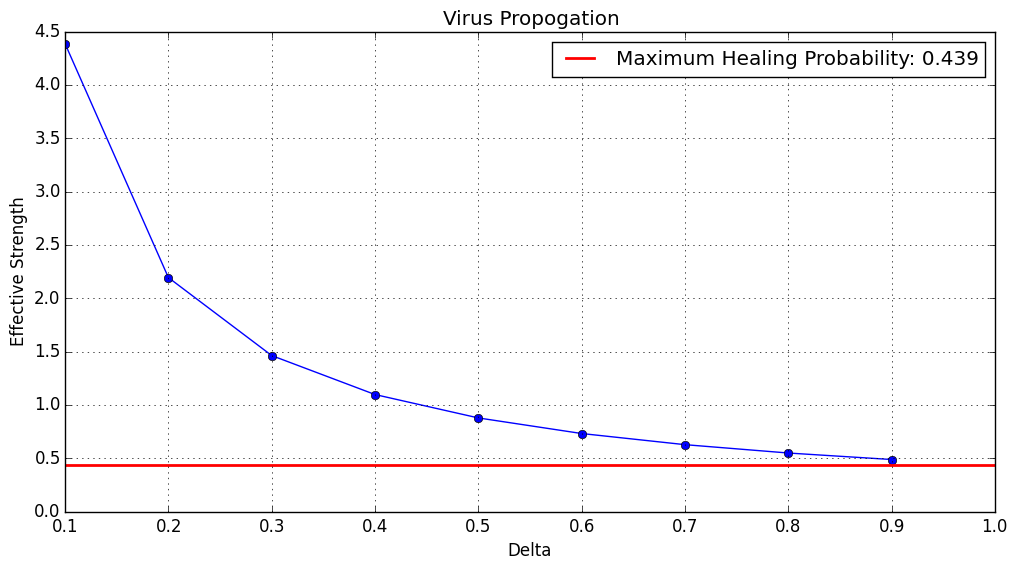 Virus Propogation
Maximum Healing Probability: 0.439
Effective Strength
4.5
4.0
3.5
3.0
2.5
2.0
1.5
1.0
0.5
0.0
0.1 0.2 0.3 0.4 0.5 0.6 0.7 0.8 0.9 1.0
Delta